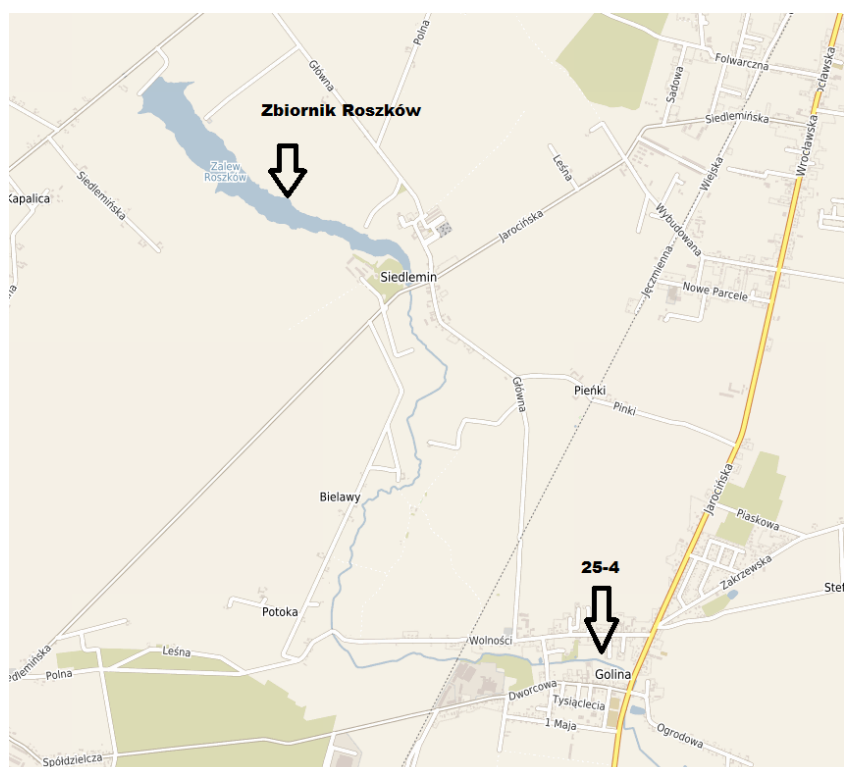 Polna
Główna
Folwarczna
Sadowa
Wrocławska
Siedlemińska
Zbiornik Roszków
Zalew
Roszków
Leśna
Wiejska
Kapalica
Siedlemińska
Jarocińska
Wybudowana
Siedlemin
Jęczmienna
Nowe Parcele
Główna
Pieńki
Pinki
Jarocińska
Bielawy
Piaskowa
25-4
Zakrzewska
Stef
Potoka
Wolności
Leśna
Siedlemińska
Polna
Golina
Dworcowa
Tysiąclecia
1 Maja
Ogrodowa
Spółdzielcza